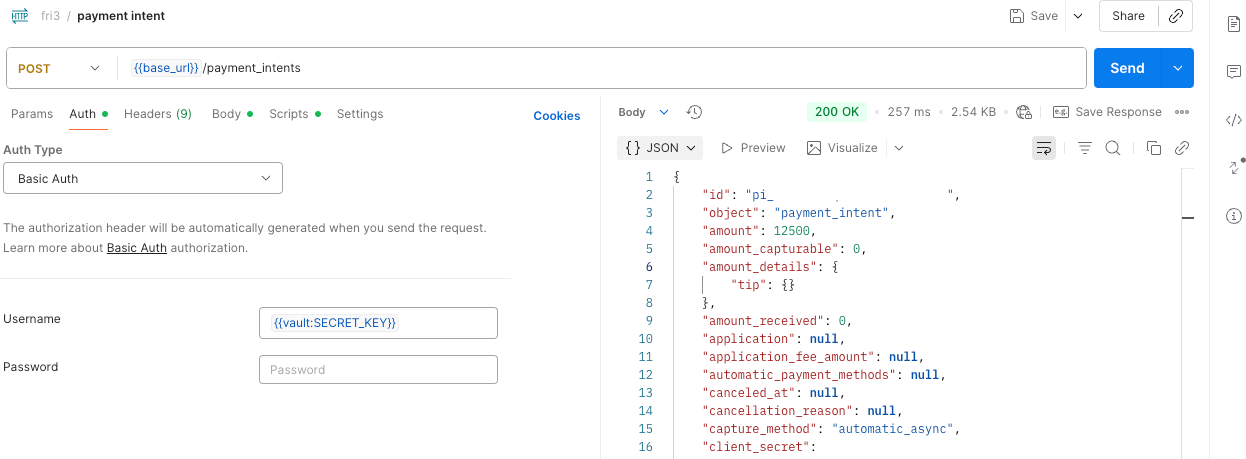 HTTP fri3 / payment intent
Save
Share
POST {{base_url}}/payment_intents
Send
Params Auth Headers (9) Body Scripts Settings
Cookies
Auth Type
Basic Auth
The authorization header will be automatically generated when you send the request.
Learn more about Basic Auth authorization.
Username {{vault:SECRET_KEY}}
Password Password
Body 200 OK • 257 ms • 2.54 KB • e.g. Save Response
{} JSON Preview Visualize
1 {
2 "id": "pi_ ",
3 "object": "payment_intent",
4 "amount": 12500,
5 "amount_capturable": 0,
6 "amount_details": {
7 "tip": {}
8 },
9 "amount_received": 0,
10 "application": null,
11 "application_fee_amount": null,
12 "automatic_payment_methods": null,
13 "canceled_at": null,
14 "cancellation_reason": null,
15 "capture_method": "automatic_async",
16 "client_secret":